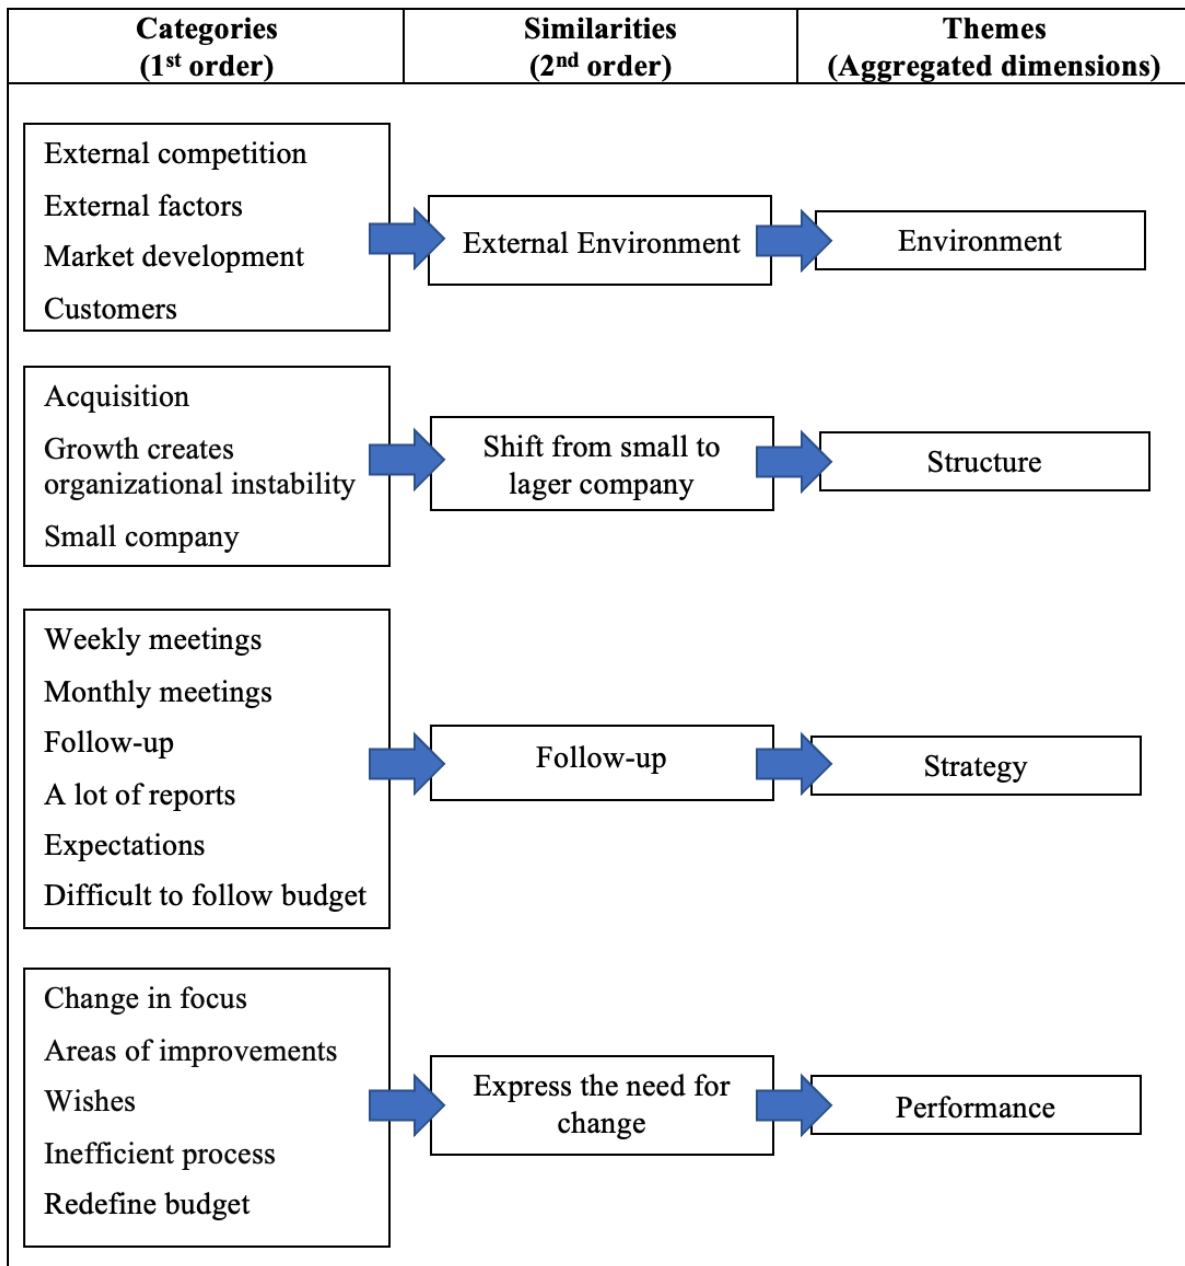 Categories
(1st order)
Similarities
(2nd order)
Themes
(Aggregated dimensions)
External competition
External factors
Market development
Customers
External Environment
Environment
Acquisition
Growth creates
organizational instability
Small company
Shift from small to
lager company
Structure
Weekly meetings
Monthly meetings
Follow-up
A lot of reports
Expectations
Difficult to follow budget
Follow-up
Strategy
Change in focus
Areas of improvements
Wishes
Inefficient process
Redefine budget
Express the need for
change
Performance